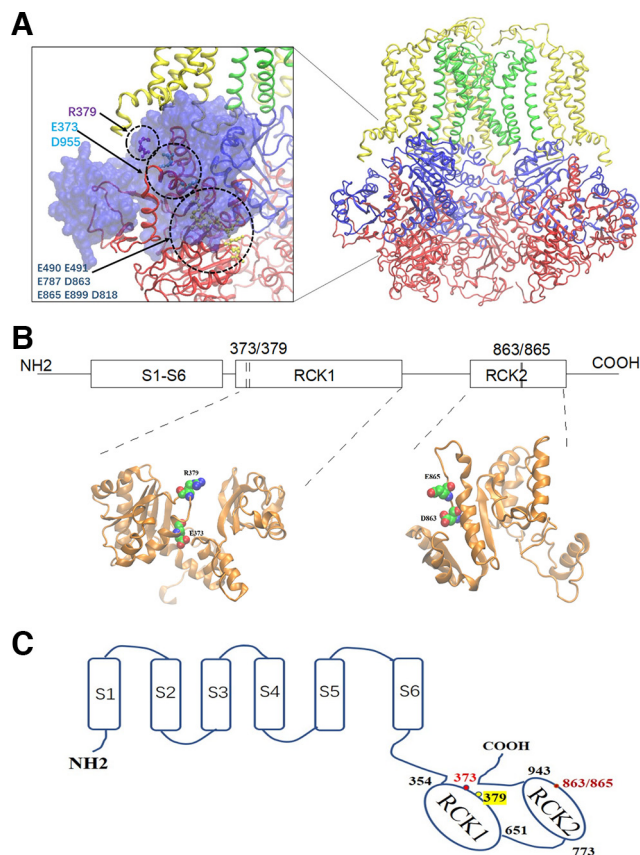 A
R379
E373
D955
E490 E491
E787 D863
E865 E899 D818
B
373/379
863/865
NH2
S1-S6
RCK1
RCK2
COOH
R379
E373
E865
D863
C
S1
S2
S3
S4
S5
S6
NH2
COOH
354
373
379
943
863/865
RCK1
RCK2
651
773